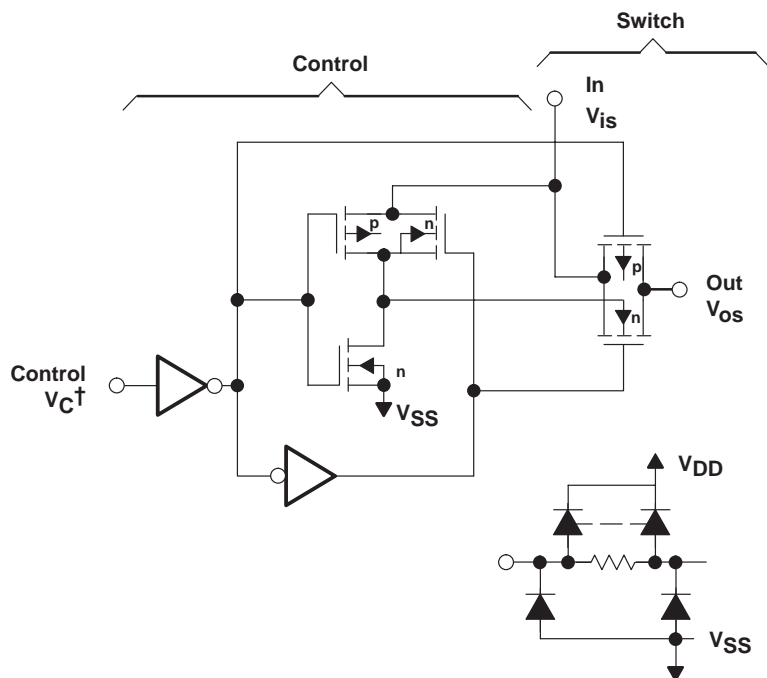 Switch
Control
In
Vis
p
n
p
n
Out
Vos
n
Control
VC†
VSS
VDD
VSS